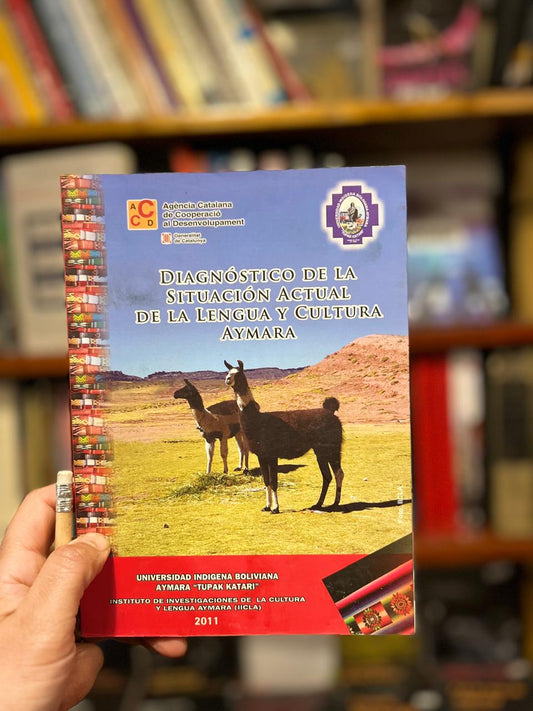 A C C D
Agència Catalana
de Cooperació
al Desenvolupament
Generalitat
de Catalunya
DIAGNÓSTICO DE LA
SITUACIÓN ACTUAL
DE LA LENGUA Y CULTURA
AYMARA
UNIVERSIDAD INDIGENA BOLIVIANA
AYMARA "TUPAK KATARI"
INSTITUTO DE INVESTIGACIONES DE LA CULTURA
Y LENGUA AYMARA (IICLA)
2011